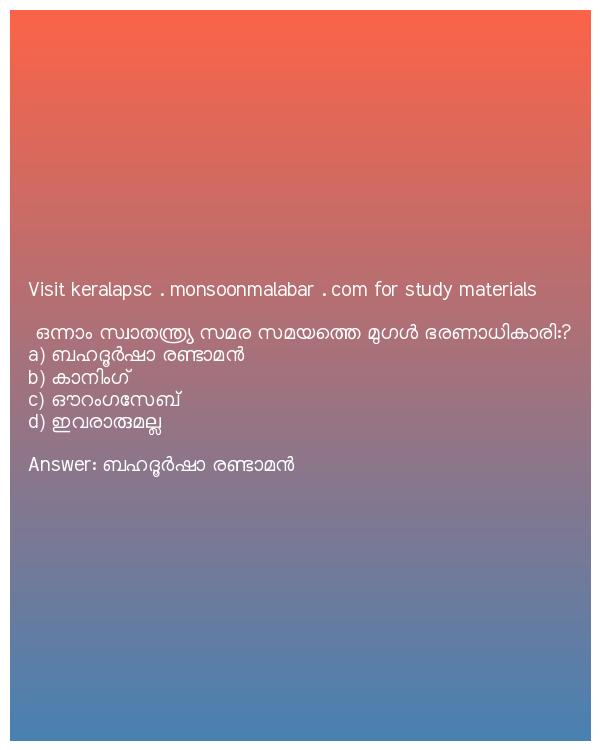 Visit keralapsc . monsoonmalabar . com for study materials
ഒന്നാം സ്വാതന്ത്ര്യ സമര സമയത്തെ മുഗൾ ഭരണാധികാരി:?
a) ബഹദൂർഷാ രണ്ടാമൻ
b) കാനിംഗ്
c) ഔറംഗസേബ്
d) ഇവരാരുമല്ല
Answer: ബഹദൂർഷാ രണ്ടാമൻ